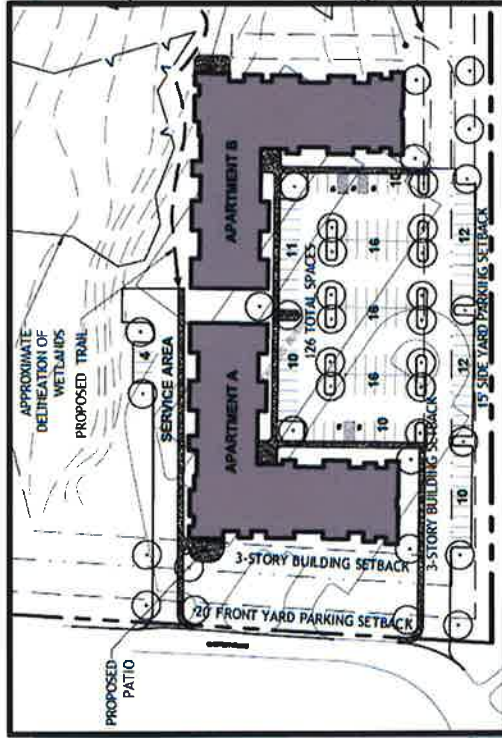 APPROXIMATE
DELINEATION OF
WETLANDS
PROPOSED TRAIL
4
SERVICE AREA
APARTMENT A
APARTMENT B
PROPOSED
PATIO
3-STORY BUILDING SETBACK
20' FRONT YARD PARKING SETBACK
10
11
126 TOTAL SPACES
10
16
16
16
10
3-STORY BUILDING SETBACK
10
12
12
12
15' SIDE YARD PARKING SETBACK